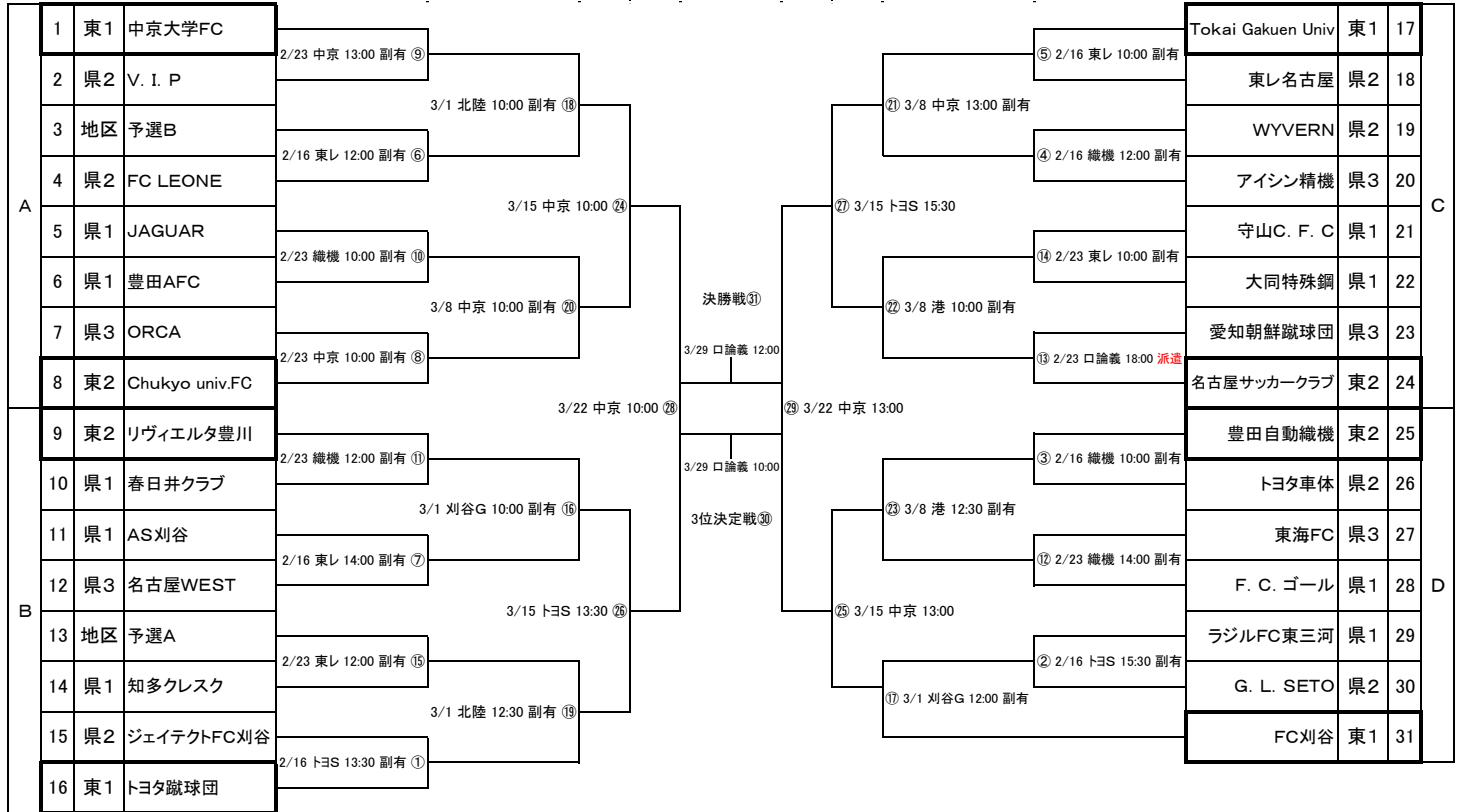 A
1 東1 中京大学FC
2 県2 V. I. P
3 地区 予選B
4 県2 FC LEONE
5 県1 JAGUAR
6 県1 豊田AFC
7 県3 ORCA
8 東2 Chukyo univ.FC
B
9 東2 リヴィエルタ豊川
10 県1 春日井クラブ
11 県1 AS刈谷
12 県3 名古屋WEST
13 地区 予選A
14 県1 知多クレスク
15 県2 ジェイテクトFC刈谷
16 東1 トヨタ蹴球団
2/23 中京 13:00 副有 ⑨
2/16 東レ 12:00 副有 ⑥
2/23 織機 10:00 副有 ⑩
2/23 中京 10:00 副有 ⑧
2/23 織機 12:00 副有 ⑪
2/16 東レ 14:00 副有 ⑦
2/23 東レ 12:00 副有 ⑮
2/16 トヨS 13:30 副有 ①
3/1 北陸 10:00 副有 ⑱
3/8 中京 10:00 副有 ⑳
3/1 刈谷G 10:00 副有 ⑯
3/1 北陸 12:30 副有 ⑲
3/15 中京 10:00 ㉔
3/15 トヨS 13:30 ㉖
3/22 中京 10:00 ㉘
決勝戦㉛
3/29 口論義 12:00
3/29 口論義 10:00
3位決定戦㉚
㉙ 3/22 中京 13:00
㉗ 3/15 トヨS 15:30
㉕ 3/15 中京 13:00
㉑ 3/8 中京 13:00 副有
㉒ 3/8 港 10:00 副有
㉓ 3/8 港 12:30 副有
⑰ 3/1 刈谷G 12:00 副有
⑤ 2/16 東レ 10:00 副有
④ 2/16 織機 12:00 副有
⑭ 2/23 東レ 10:00 副有
⑬ 2/23 口論義 18:00 派遣
③ 2/16 織機 10:00 副有
⑫ 2/23 織機 14:00 副有
② 2/16 トヨS 15:30 副有
Tokai Gakuen Univ 東1 17
東レ名古屋 県2 18
WYVERN 県2 19
アイシン精機 県3 20
守山C. F. C 県1 21
大同特殊鋼 県1 22
愛知朝鮮蹴球団 県3 23
名古屋サッカークラブ 東2 24
C
豊田自動織機 東2 25
トヨタ車体 県2 26
東海FC 県3 27
F. C. ゴール 県1 28
ラジルFC東三河 県1 29
G. L. SETO 県2 30
FC刈谷 東1 31
D